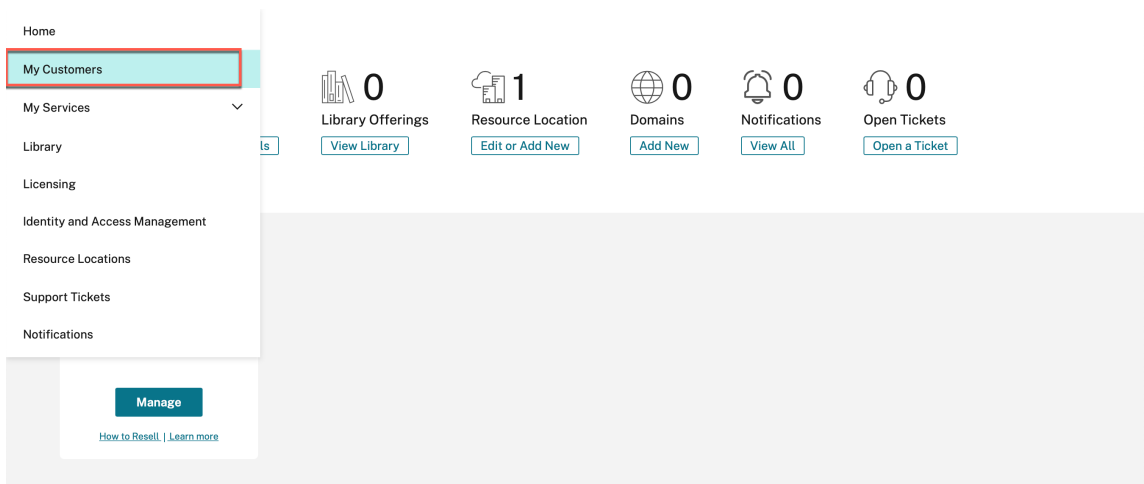 Home
My Customers
My Services
Library
Licensing
Identity and Access Management
Resource Locations
Support Tickets
Notifications
ls
0
Library Offerings
View Library
1
Resource Location
Edit or Add New
0
Domains
Add New
0
Notifications
View All
0
Open Tickets
Open a Ticket
Manage
How to Resell | Learn more